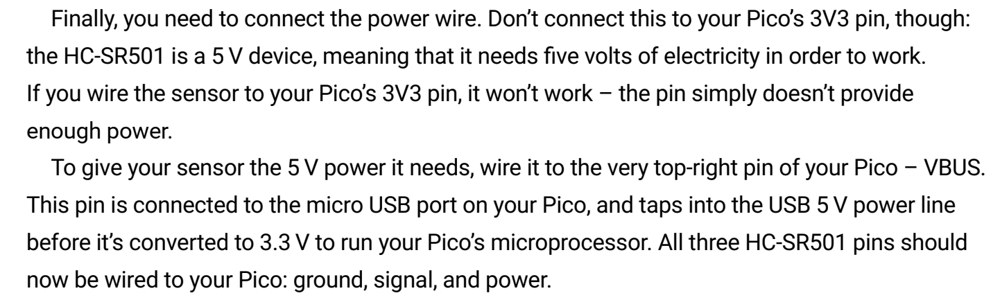 Finally, you need to connect the power wire. Don’t connect this to your Pico’s 3V3 pin, though:
the HC-SR501 is a 5 V device, meaning that it needs five volts of electricity in order to work.
If you wire the sensor to your Pico’s 3V3 pin, it won’t work – the pin simply doesn’t provide
enough power.
To give your sensor the 5 V power it needs, wire it to the very top-right pin of your Pico – VBUS.
This pin is connected to the micro USB port on your Pico, and taps into the USB 5 V power line
before it’s converted to 3.3 V to run your Pico’s microprocessor. All three HC-SR501 pins should
now be wired to your Pico: ground, signal, and power.